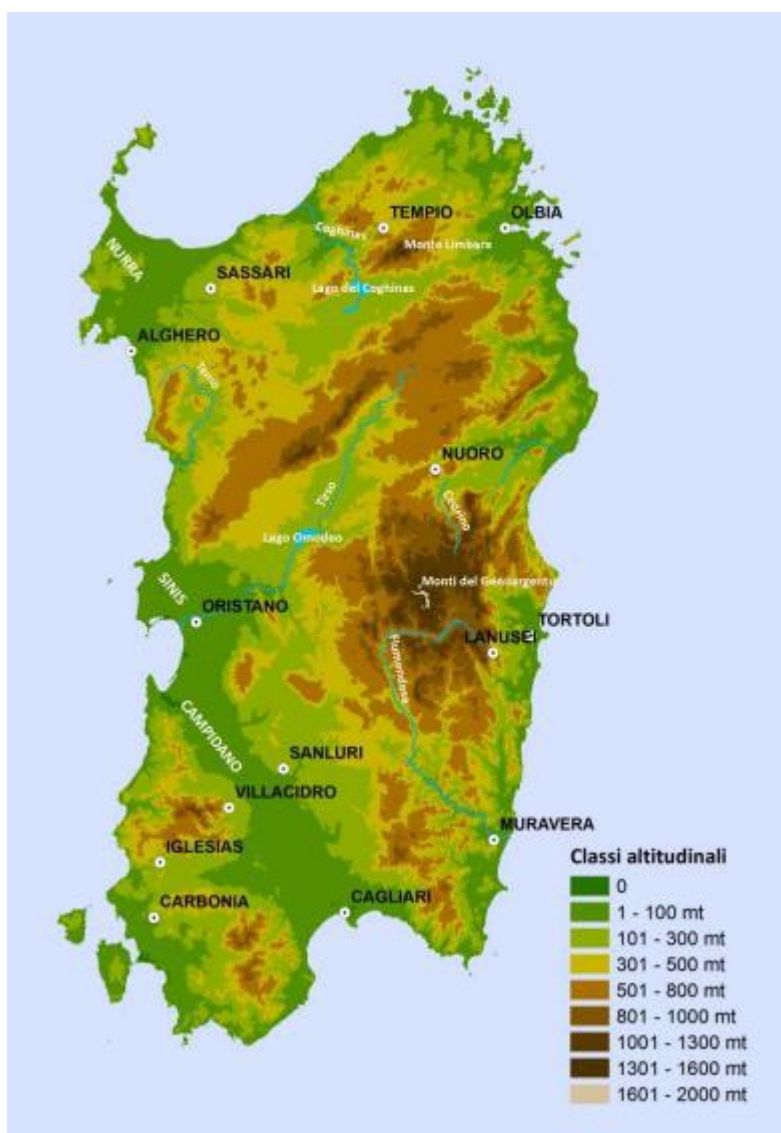 TEMPIO
OLBIA
Coghinas
Monte Limbara
NURRA
SASSARI
Lago del Coghinas
ALGHERO
Temo
NUORO
Tirso
Cedrino
Lago Omodeo
Monti del Gennargentu
SINIS
ORISTANO
TORTOLI
LANUSEI
Flumendosa
CAMPIDANO
SANLURI
VILLACIDRO
MURAVERA
IGLESIAS
CARBONIA
CAGLIARI
Classi altitudinali
0
1 - 100 mt
101 - 300 mt
301 - 500 mt
501 - 800 mt
801 - 1000 mt
1001 - 1300 mt
1301 - 1600 mt
1601 - 2000 mt